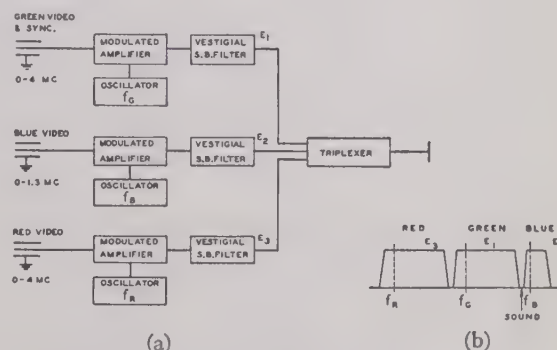 GREEN VIDEO
& SYNC.
0-4 MC
MODULATED
AMPLIFIER
OSCILLATOR
f_G
VESTIGIAL
S.B. FILTER
E_1
BLUE VIDEO
0-1.3 MC
MODULATED
AMPLIFIER
OSCILLATOR
f_B
VESTIGIAL
S.B. FILTER
E_2
TRIPLEXER
RED VIDEO
0-4 MC
MODULATED
AMPLIFIER
OSCILLATOR
f_R
VESTIGIAL
S.B. FILTER
E_3
(a)
RED GREEN BLUE
E_3 E_1
f_R f_G f_B
SOUND
(b)